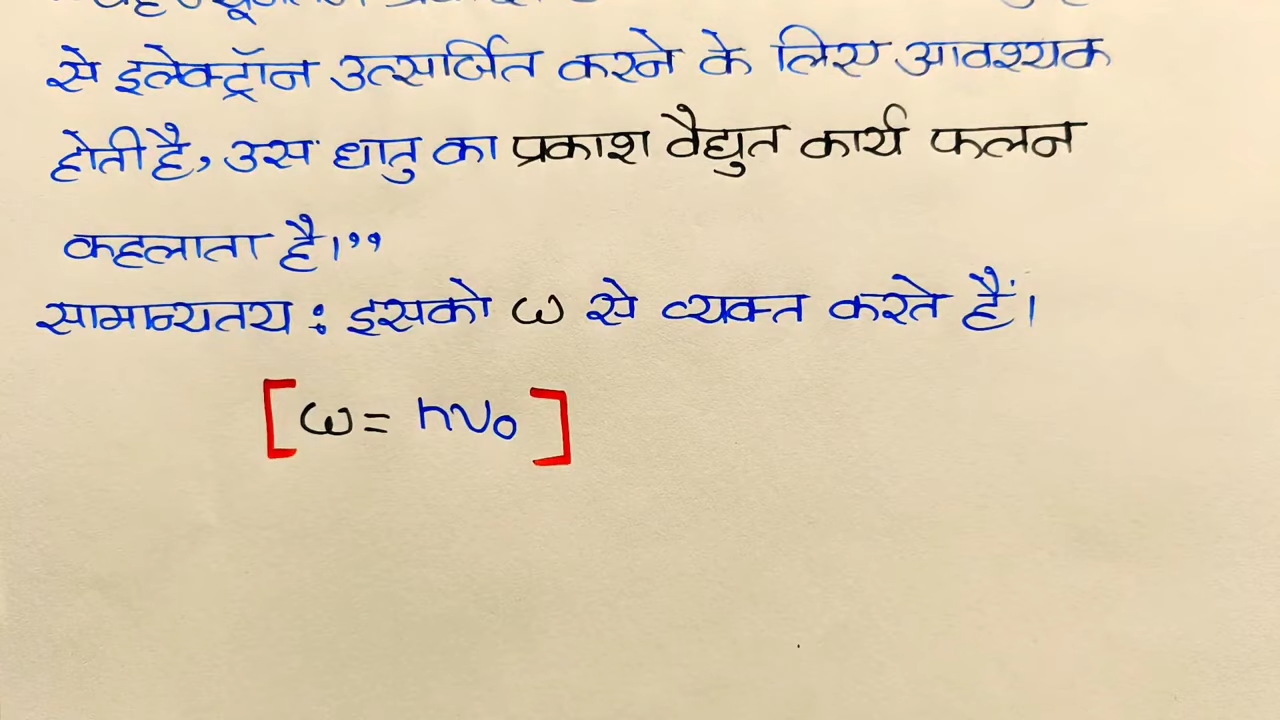 से इलेक्ट्रॉन उत्सर्जित करने के लिए आवश्यक
होती है, उस धातु का प्रकाश वैद्युत कार्य फलन
कहलाता है।”
सामान्यतय : इसको ω से व्यक्त करते हैं।
[ω = hν₀]